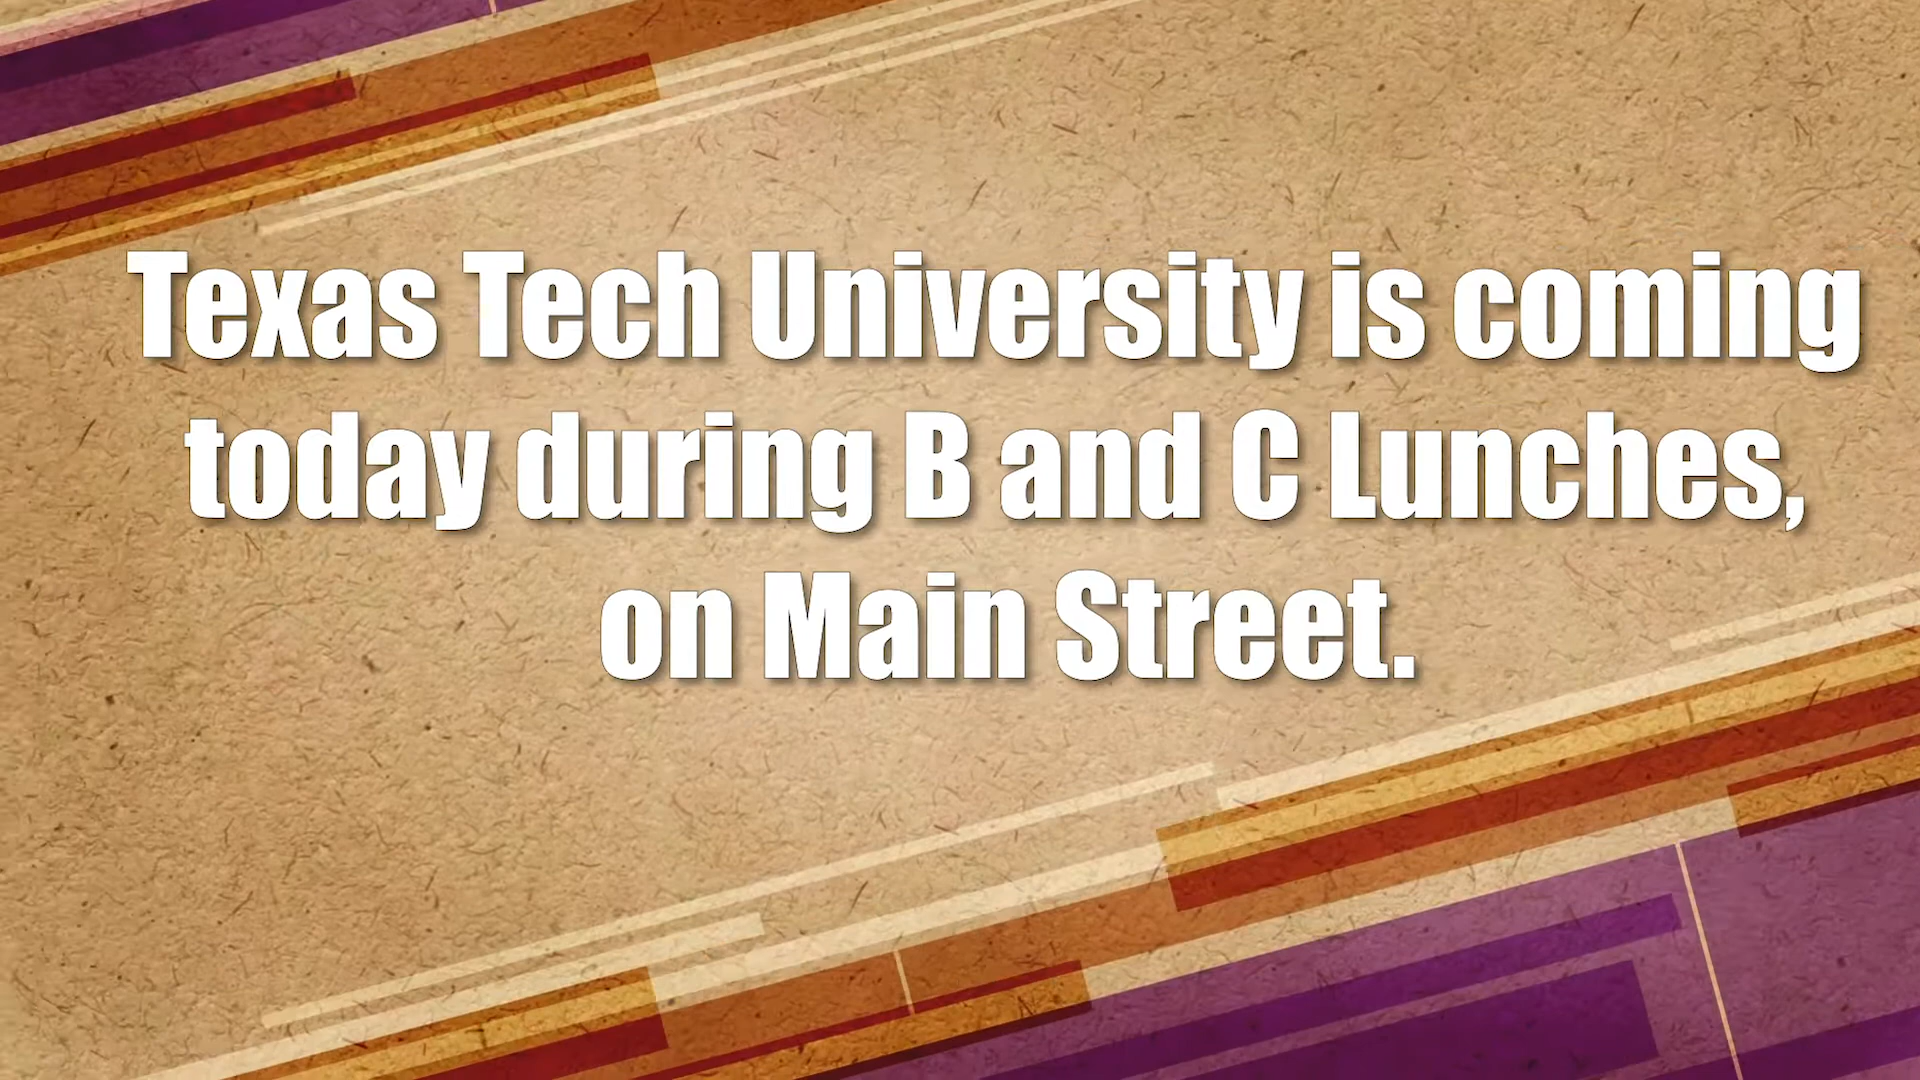 Texas Tech University is coming
today during B and C Lunches,
on Main Street.